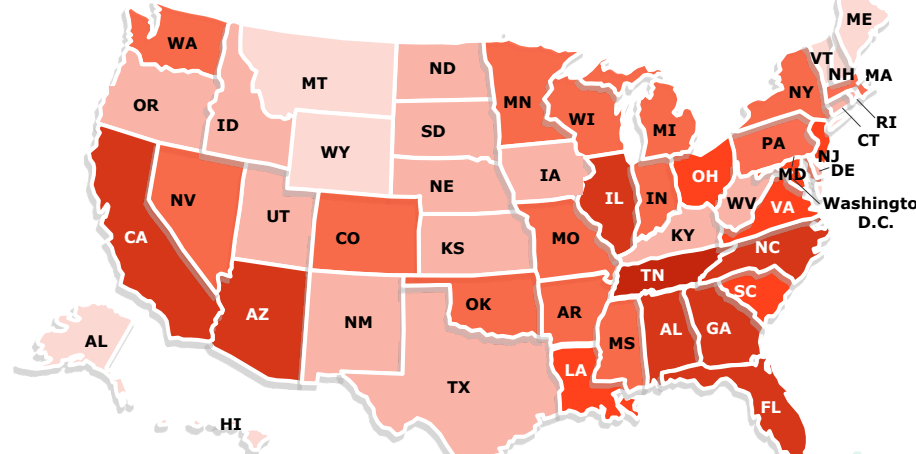 ME
WA
VT
NH
MA
ND
MT
NY
MN
OR
RI
WI
ID
SD
MI
CT
PA
WY
NJ
DE
MD
IA
OH
NE
NV
IL
IN
WV
VA
Washingto
D.C.
UT
CA
CO
MO
KY
KS
NC
TN
SC
OK
AZ
AR
NM
AL
GA
MS
AL
LA
TX
FL
HI